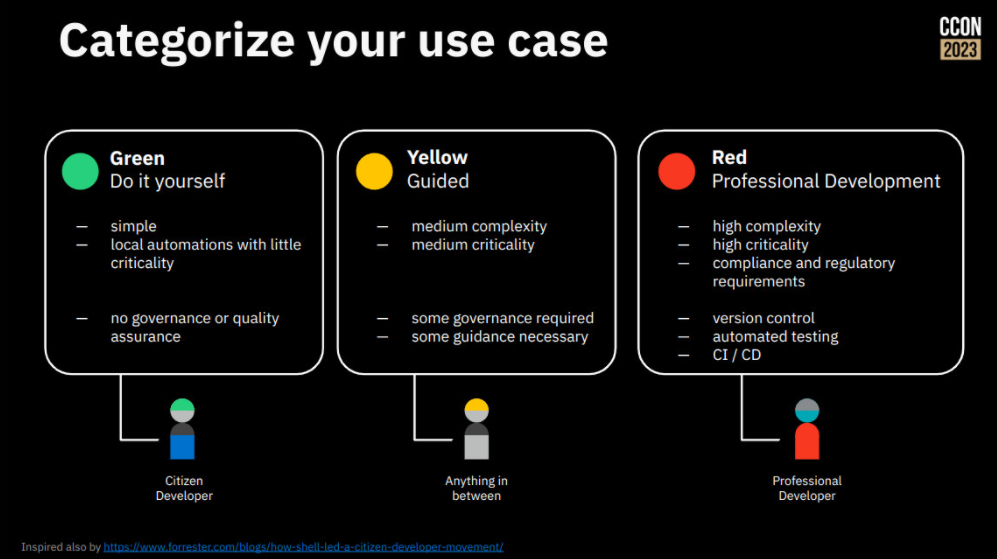 Categorize your use case
CCON
2023
Green
Do it yourself
— simple
— local automations with little
criticality
— no governance or quality
assurance
Yellow
Guided
— medium complexity
— medium criticality
— some governance required
— some guidance necessary
Red
Professional Development
— high complexity
— high criticality
— compliance and regulatory
requirements
— version control
— automated testing
— CI / CD
Citizen
Developer
Anything in
between
Professional
Developer
Inspired also by https://www.forrester.com/blogs/how-shell-led-a-citizen-developer-movement/